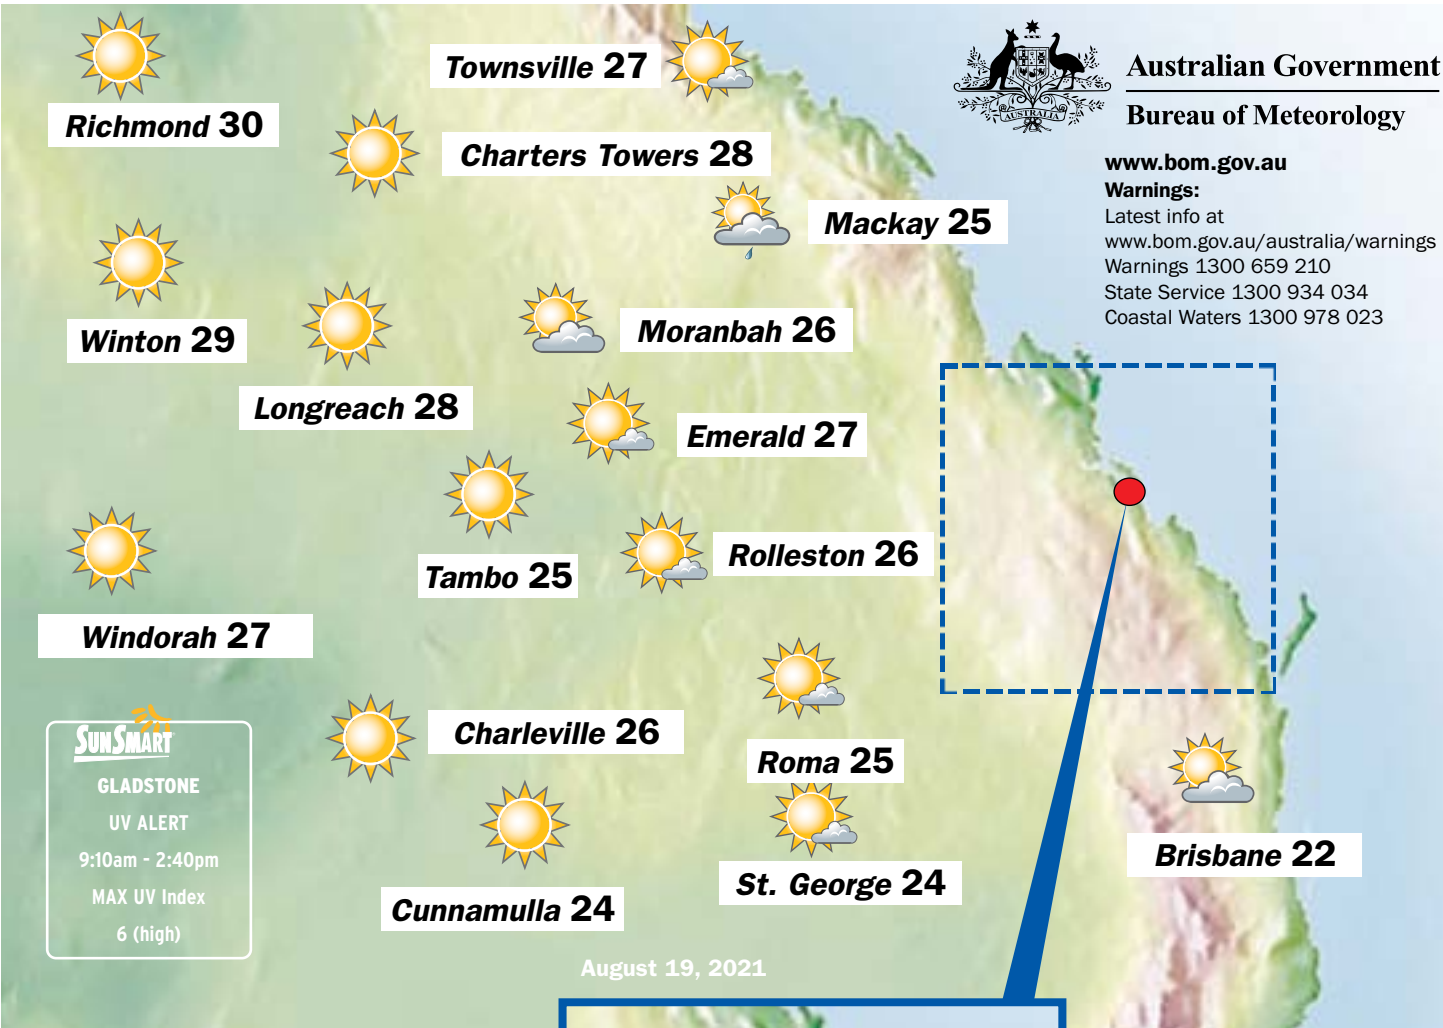 Richmond 30
Townsville 27
Charters Towers 28
Mackay 25
Winton 29
Longreach 28
Moranbah 26
Emerald 27
Tambo 25
Rolleston 26
Windorah 27
Charleville 26
Roma 25
Cunnamulla 24
St. George 24
Brisbane 22
AUSTRALIA
Australian Government
Bureau of Meteorology
www.bom.gov.au
Warnings:
Latest info at
www.bom.gov.au/australia/warnings
Warnings 1300 659 210
State Service 1300 934 034
Coastal Waters 1300 978 023
SUNSMART
GLADSTONE
UV ALERT
9:10am - 2:40pm
MAX UV Index
6 (high)
August 19, 2021